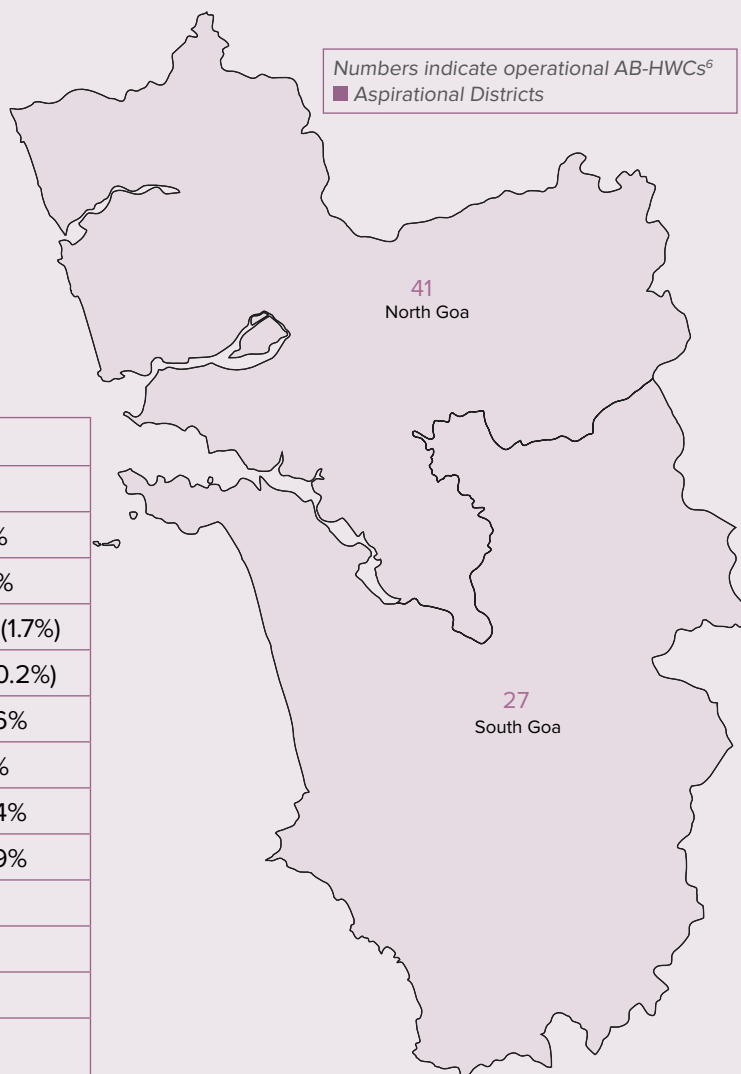 Numbers indicate operational AB-HWCs⁶
Aspirational Districts
41
North Goa
27
South Goa
%
%
(1.7%)
0.2%)
6%
%
4%
9%